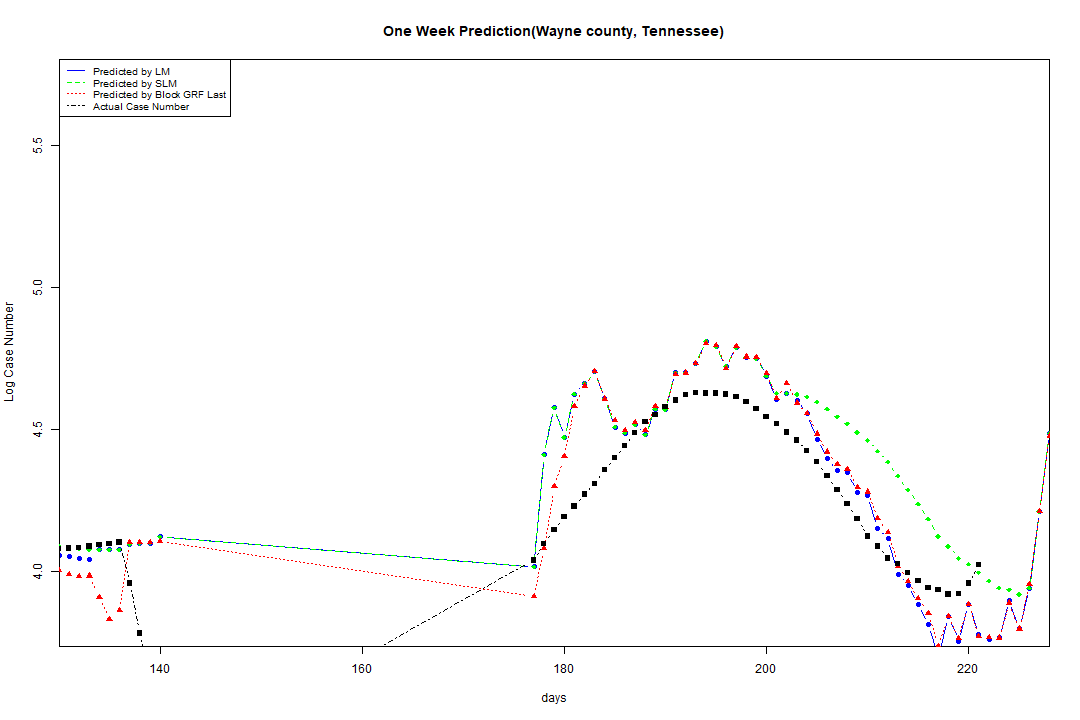 One Week Prediction(Wayne county, Tennessee)
Predicted by LM
Predicted by SLM
Predicted by Block GRF Last
Actual Case Number
5.5
5.0
4.5
4.0
Log Case Number
140 160 180 200 220
days